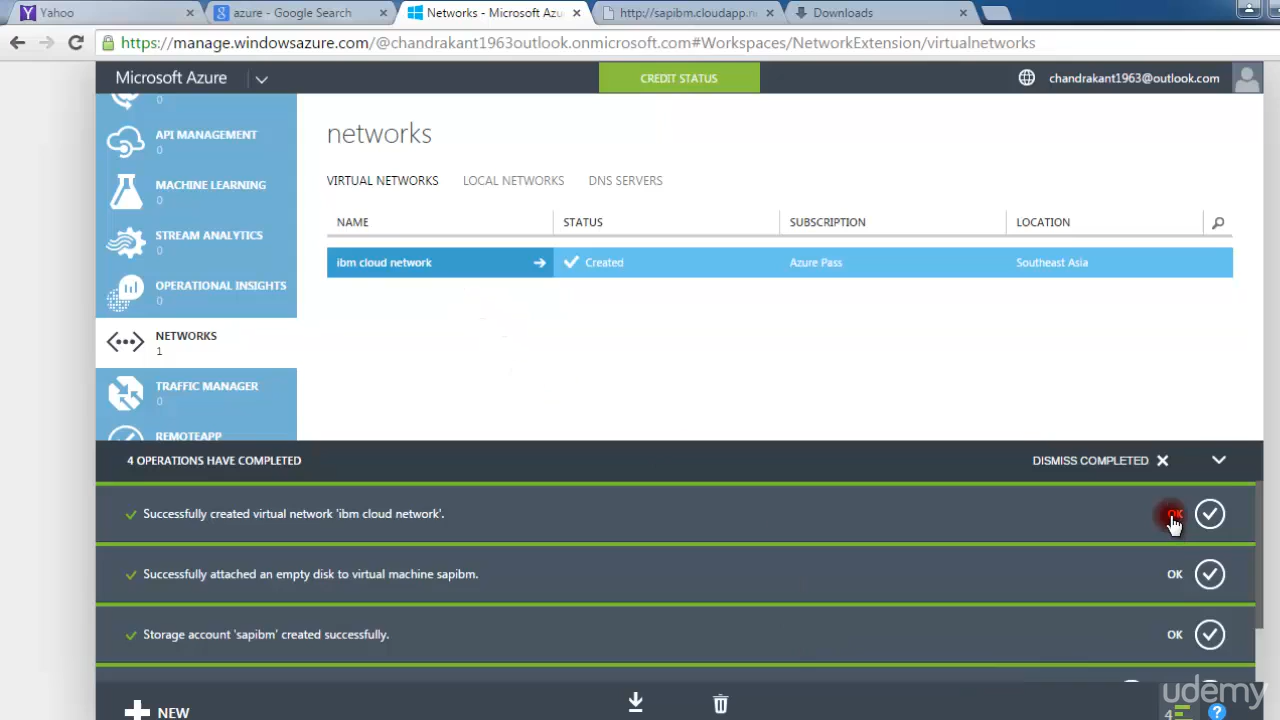 Yahoo
azure - Google Search
Networks - Microsoft Azu
http://sapibm.cloudapp.ne
Downloads
https://manage.windowsazure.com/@chandrakant1963outlook.onmicrosoft.com#Workspaces/NetworkExtension/virtualnetworks
Microsoft Azure
CREDIT STATUS
chandrakant1963@outlook.com
0
API MANAGEMENT
0
MACHINE LEARNING
0
STREAM ANALYTICS
0
OPERATIONAL INSIGHTS
0
NETWORKS
1
TRAFFIC MANAGER
0
REMOTEAPP
networks
VIRTUAL NETWORKS LOCAL NETWORKS DNS SERVERS
NAME STATUS SUBSCRIPTION LOCATION
ibm cloud network Created Azure Pass Southeast Asia
4 OPERATIONS HAVE COMPLETED DISMISS COMPLETED
Successfully created virtual network 'ibm cloud network'. OK
Successfully attached an empty disk to virtual machine sapibm. OK
Storage account 'sapibm' created successfully. OK
NEW
4
?
udemy